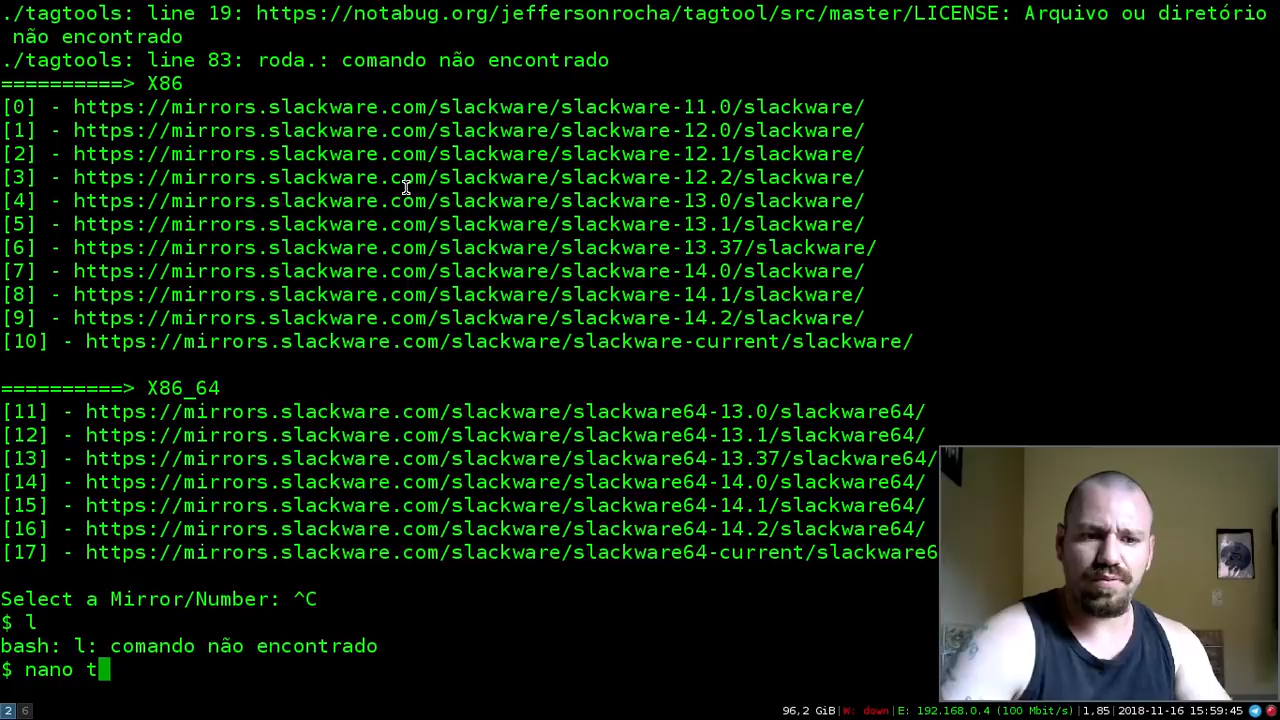 ./tagtools: line 19: https://notabug.org/jeffersonrocha/tagtool/src/master/LICENSE: Arquivo ou diretório
não encontrado
./tagtools: line 83: roda.: comando não encontrado
==========> X86
[0] - https://mirrors.slackware.com/slackware/slackware-11.0/slackware/
[1] - https://mirrors.slackware.com/slackware/slackware-12.0/slackware/
[2] - https://mirrors.slackware.com/slackware/slackware-12.1/slackware/
[3] - https://mirrors.slackware.com/slackware/slackware-12.2/slackware/
[4] - https://mirrors.slackware.com/slackware/slackware-13.0/slackware/
[5] - https://mirrors.slackware.com/slackware/slackware-13.1/slackware/
[6] - https://mirrors.slackware.com/slackware/slackware-13.37/slackware/
[7] - https://mirrors.slackware.com/slackware/slackware-14.0/slackware/
[8] - https://mirrors.slackware.com/slackware/slackware-14.1/slackware/
[9] - https://mirrors.slackware.com/slackware/slackware-14.2/slackware/
[10] - https://mirrors.slackware.com/slackware/slackware-current/slackware/
==========> X86_64
[11] - https://mirrors.slackware.com/slackware/slackware64-13.0/slackware64/
[12] - https://mirrors.slackware.com/slackware/slackware64-13.1/slackware64/
[13] - https://mirrors.slackware.com/slackware/slackware64-13.37/slackware64/
[14] - https://mirrors.slackware.com/slackware/slackware64-14.0/slackware64/
[15] - https://mirrors.slackware.com/slackware/slackware64-14.1/slackware64/
[16] - https://mirrors.slackware.com/slackware/slackware64-14.2/slackware64/
[17] - https://mirrors.slackware.com/slackware/slackware64-current/slackware6
Select a Mirror/Number: ^C
$ l
bash: l: comando não encontrado
$ nano t
2 6 96,2 GiB|W: down|E: 192.168.0.4 (100 Mbit/s)|1,85|2018-11-16 15:59:45